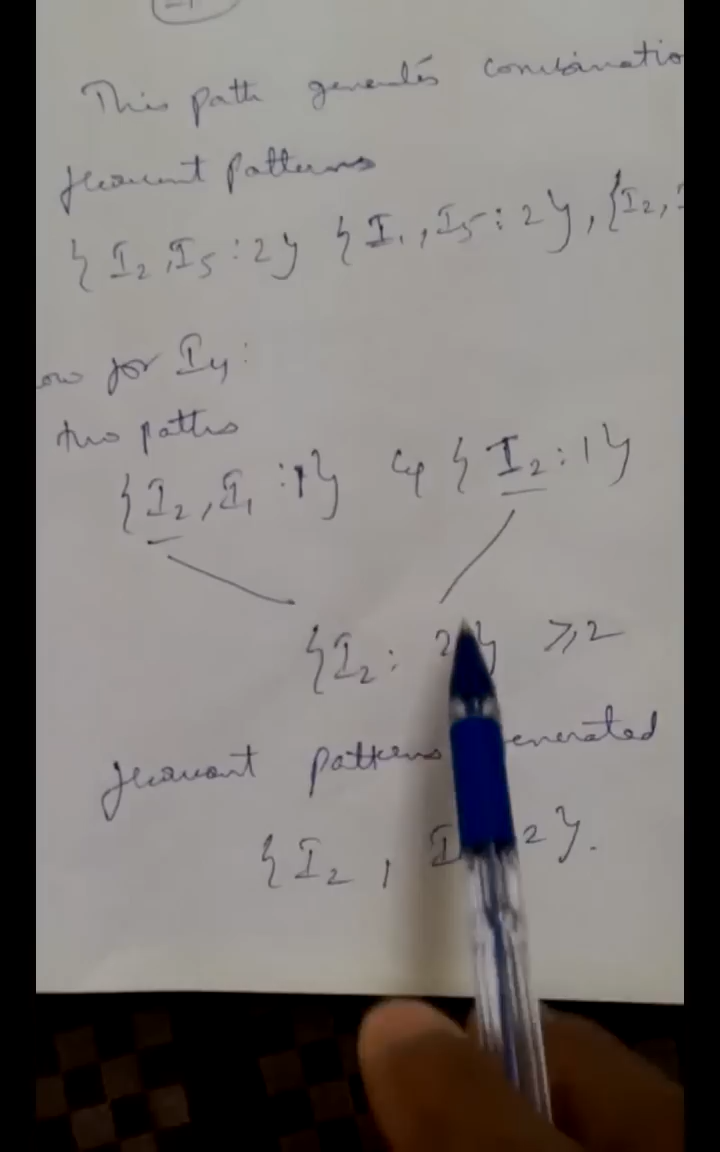 This path generates combinatio
frequent patterns
{ I₂, I₅ : 2 } { I₁, I₅ : 2 }, { I₂,
ow for I₄ :
two paths
{ I₂, I₁ : 1 } & { I₂ : 1 }
{ I₂ : 2 } ≥ 2
frequent patterns generated
{ I₂, I 2 }.